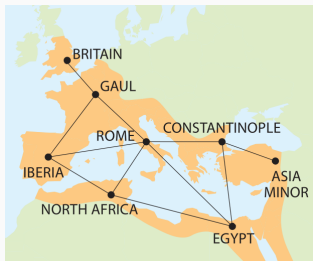 BRITAIN
GAUL
ROME
CONSTANTINOPLE
IBERIA
ASIA
MINOR
NORTH AFRICA
EGYPT